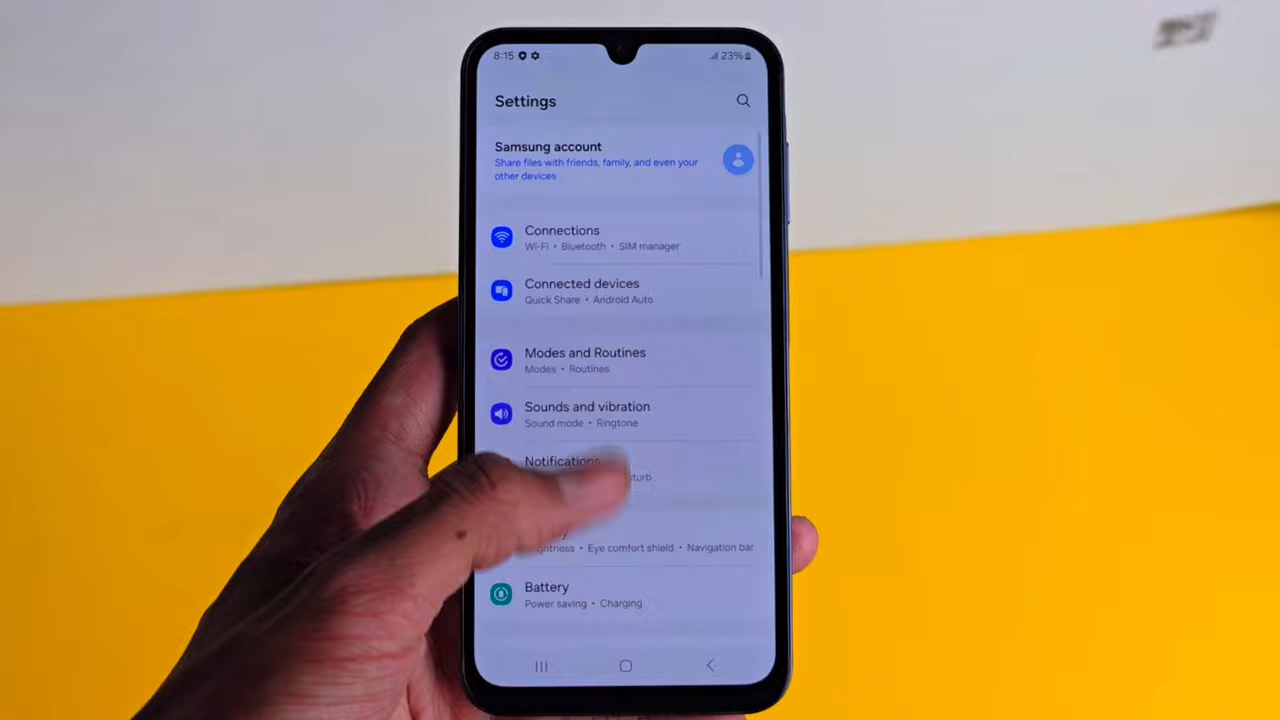 8:15
23%
Settings
Samsung account
Share files with friends, family, and even your
other devices
Connections
Wi-Fi • Bluetooth • SIM manager
Connected devices
Quick Share • Android Auto
Modes and Routines
Modes • Routines
Sounds and vibration
Sound mode • Ringtone
Notifications
Eye comfort shield • Navigation bar
Battery
Power saving • Charging